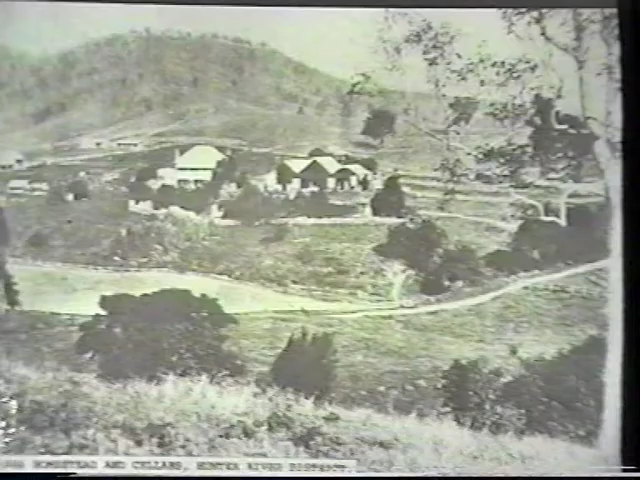 HOMESTEAD AND CELLARS, HUNTER RIVER DISTRICT.